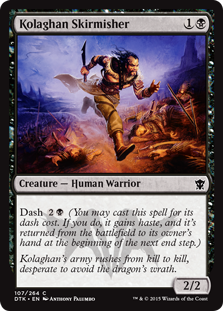 Kolaghan Skirmisher 1
Creature — Human Warrior
Dash 2 (You may cast this spell for its
dash cost. If you do, it gains haste, and it's
returned from the battlefield to its owner's
hand at the beginning of the next end step.)
Kolaghan's army rushes from kill to kill,
desperate to avoid the dragon's wrath.
2/2
107/264 C
DTK • EN ANTHONY PALUMBO
™ & © 2015 Wizards of the Coast